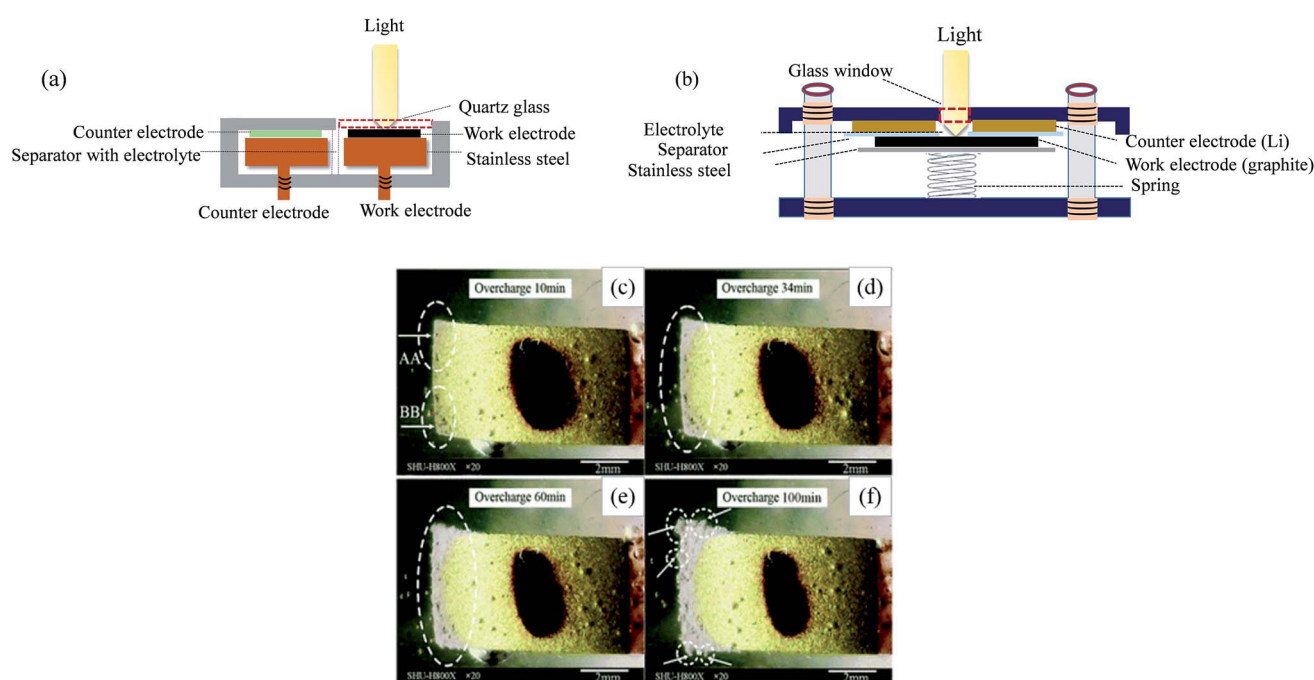 (a)
Light
Quartz glass
Counter electrode
Work electrode
Separator with electrolyte
Stainless steel
Counter electrode
Work electrode
(b)
Light
Glass window
Electrolyte
Separator
Stainless steel
Counter electrode (Li)
Work electrode (graphite)
Spring
Overcharge 10min
(c)
AA
BB
SHU-H800X ×20
2mm
Overcharge 34min
(d)
SHU-H800X ×20
2mm
Overcharge 60min
(e)
SHU-H800X ×20
2mm
Overcharge 100min
(f)
SHU-H800X ×20
2mm